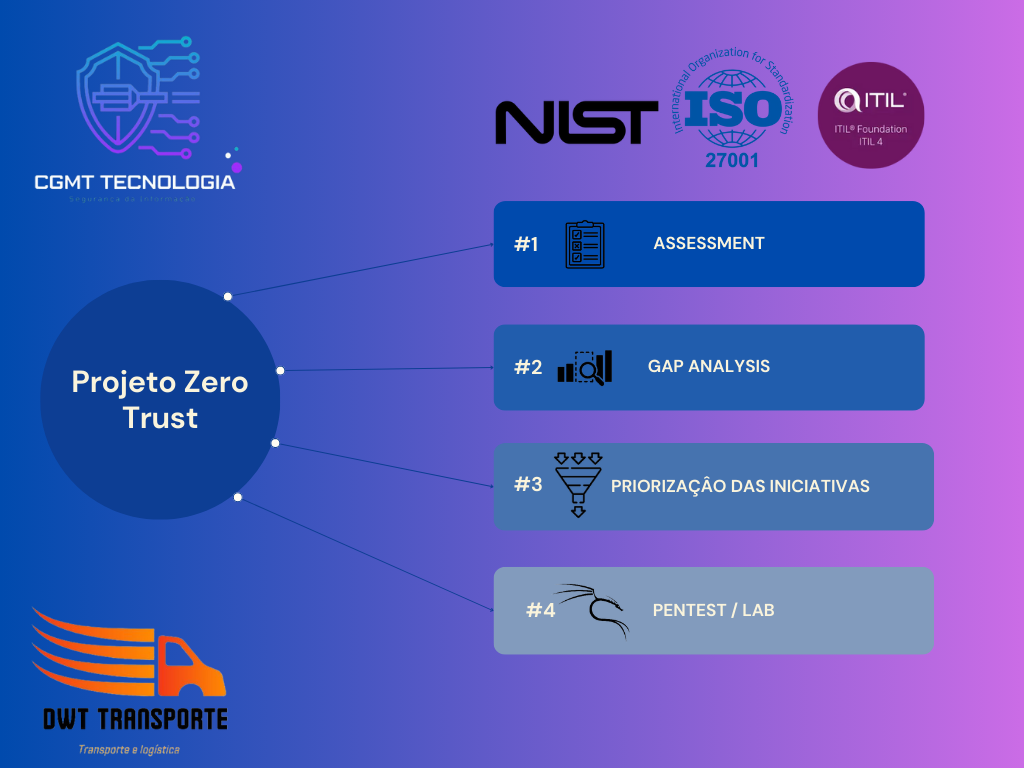 CGMT TECNOLOGIA
Segurança da Informação
NIST
International Organization for Standardization
ISO
27001
ITIL®
ITIL® Foundation
ITIL 4
Projeto Zero
Trust
#1 ASSESSMENT
#2 GAP ANALYSIS
#3 PRIORIZAÇÂO DAS INICIATIVAS
#4 PENTEST / LAB
DWT TRANSPORTE
Transporte e logística